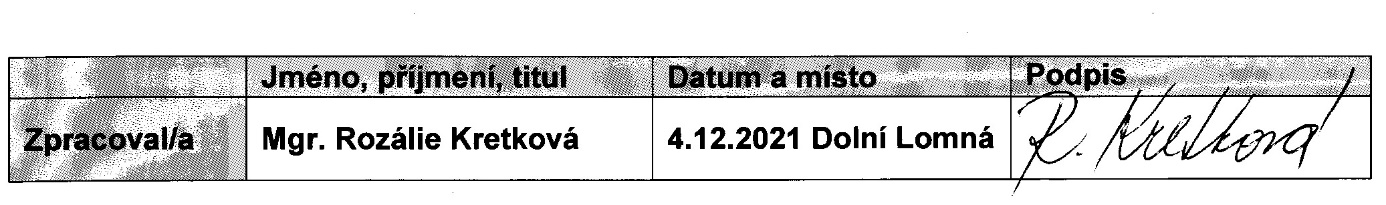 Jméno, příjmení, titul Datum a místo Podpis
Zpracoval/a Mgr. Rozálie Kretková 4.12.2021 Dolní Lomná R. Kretková